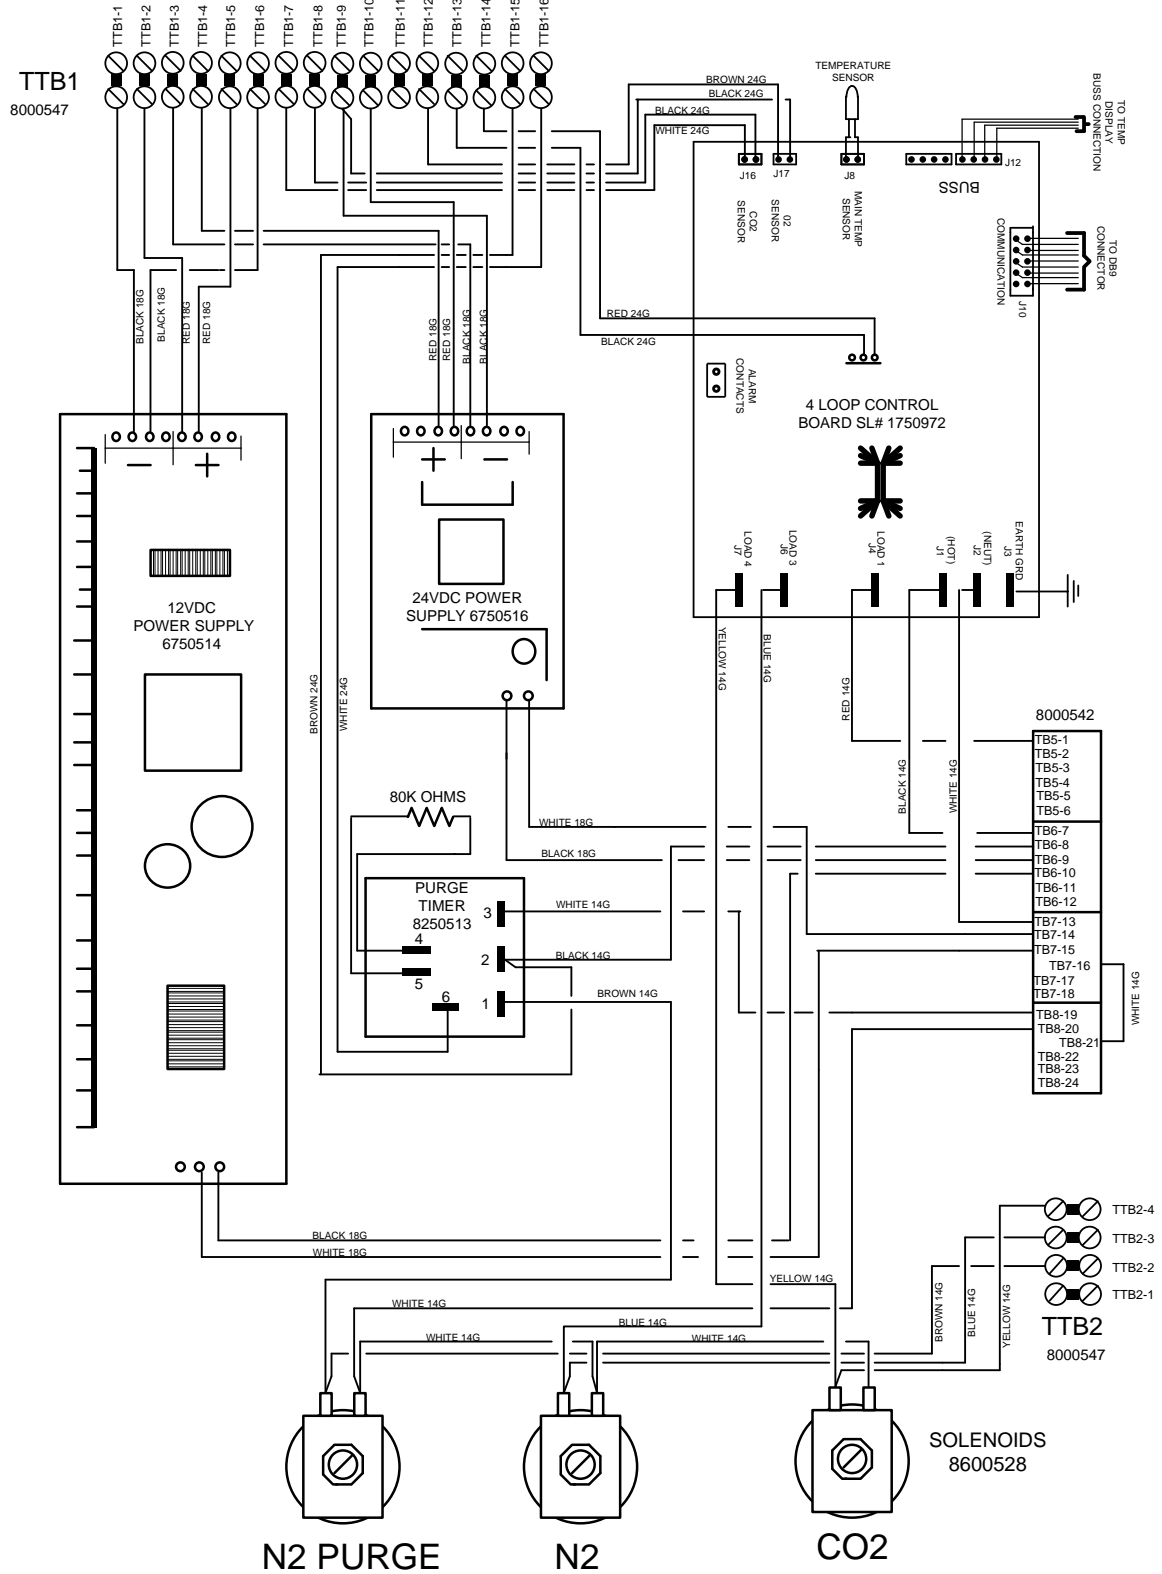 TTB1-1
TTB1-2
TTB1-3
TTB1-4
TTB1-5
TTB1-6
TTB1-7
TTB1-8
TTB1-9
TTB1-10
TTB1-11
TTB1-12
TTB1-13
TTB1-14
TTB1-15
TTB1-16
TTB1
8000547
BROWN 24G
BLACK 24G
BLACK 24G
WHITE 24G
TEMPERATURE
SENSOR
TO TEMP
DISPLAY
BUSS CONNECTION
J16
J17
J8
J12
BUSS
CO2
SENSOR
02
SENSOR
MAIN TEMP
SENSOR
COMMUNICATION
J10
TO DB9
CONNECTOR
BLACK 18G
BLACK 18G
RED 18G
RED 18G
RED 18G
RED 18G
BLACK 18G
BLACK 18G
RED 24G
BLACK 24G
ALARM
CONTACTS
4 LOOP CONTROL
BOARD SL# 1750972
LOAD 4
J7
LOAD 3
J6
LOAD 1
J4
(HOT)
J1
(NEUT)
J2
EARTH GRD
J3
12VDC
POWER SUPPLY
6750514
24VDC POWER
SUPPLY 6750516
BROWN 24G
WHITE 24G
YELLOW 14G
BLUE 14G
RED 14G
BLACK 14G
WHITE 14G
8000542
TB5-1
TB5-2
TB5-3
TB5-4
TB5-5
TB5-6
TB6-7
TB6-8
TB6-9
TB6-10
TB6-11
TB6-12
TB7-13
TB7-14
TB7-15
TB7-16
TB7-17
TB7-18
TB8-19
TB8-20
TB8-21
TB8-22
TB8-23
TB8-24
WHITE 14G
80K OHMS
WHITE 18G
BLACK 18G
PURGE
TIMER
8250513
4
5
6
3
2
1
WHITE 14G
BLACK 14G
BROWN 14G
BLACK 18G
WHITE 18G
YELLOW 14G
WHITE 14G
BLUE 14G
WHITE 14G
WHITE 14G
BROWN 14G
BLUE 14G
YELLOW 14G
TTB2-4
TTB2-3
TTB2-2
TTB2-1
TTB2
8000547
SOLENOIDS
8600528
N2 PURGE
N2
CO2